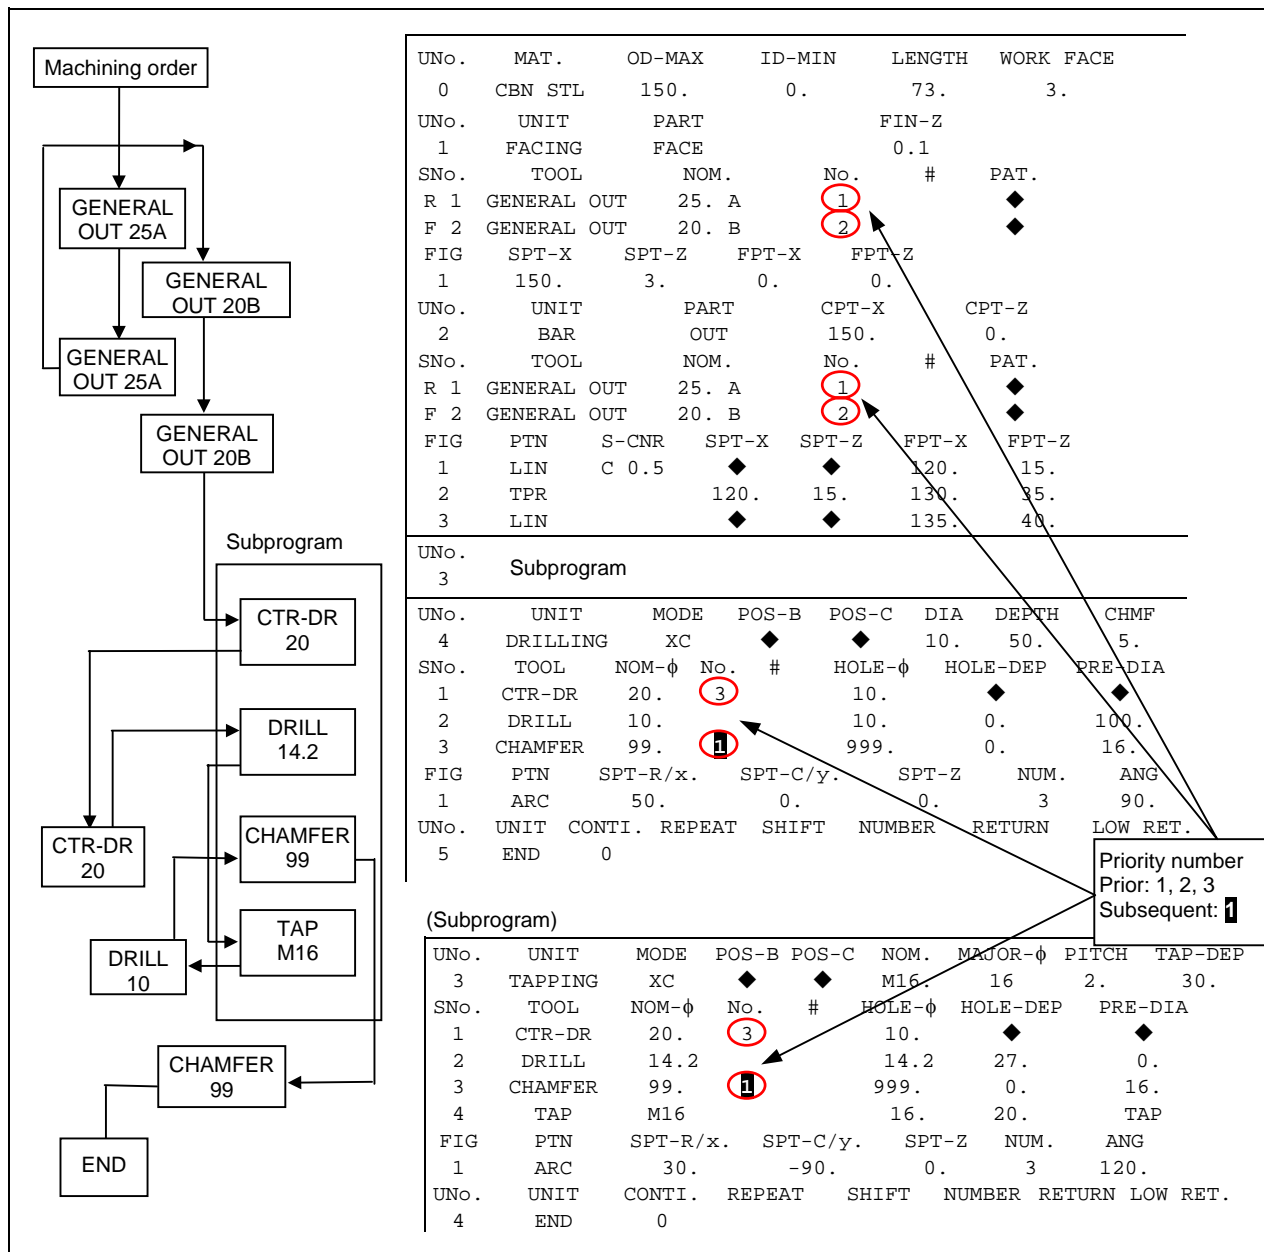 Machining order
GENERAL
OUT 25A
GENERAL
OUT 20B
GENERAL
OUT 25A
GENERAL
OUT 20B
Subprogram
CTR-DR
20
DRILL
14.2
CTR-DR
20
CHAMFER
99
TAP
M16
DRILL
10
CHAMFER
99
END
UNo. MAT. OD-MAX ID-MIN LENGTH WORK FACE
0 CBN STL 150. 0. 73. 3.
UNo. UNIT PART FIN-Z
1 FACING FACE 0.1
SNo. TOOL NOM. No. # PAT.
R 1 GENERAL OUT 25. A 1 ◆
F 2 GENERAL OUT 20. B 2 ◆
FIG SPT-X SPT-Z FPT-X FPT-Z
1 150. 3. 0. 0.
UNo. UNIT PART CPT-X CPT-Z
2 BAR OUT 150. 0.
SNo. TOOL NOM. No. # PAT.
R 1 GENERAL OUT 25. A 1 ◆
F 2 GENERAL OUT 20. B 2 ◆
FIG PTN S-CNR SPT-X SPT-Z FPT-X FPT-Z
1 LIN C 0.5 ◆ ◆ 120. 15.
2 TPR 120. 15. 130. 35.
3 LIN ◆ ◆ 135. 40.
UNo.
3 Subprogram
UNo. UNIT MODE POS-B POS-C DIA DEPTH CHMF
4 DRILLING XC ◆ ◆ 10. 50. 5.
SNo. TOOL NOM-ϕ No. # HOLE-ϕ HOLE-DEP PRE-DIA
1 CTR-DR 20. 3 10. ◆ ◆
2 DRILL 10. 10. 0. 100.
3 CHAMFER 99. 1 999. 0. 16.
FIG PTN SPT-R/x. SPT-C/y. SPT-Z NUM. ANG
1 ARC 50. 0. 0. 3 90.
UNo. UNIT CONTI. REPEAT SHIFT NUMBER RETURN LOW RET.
5 END 0
Priority number
Prior: 1, 2, 3
Subsequent: 1
(Subprogram)
UNo. UNIT MODE POS-B POS-C NOM. MAJOR-ϕ PITCH TAP-DEP
3 TAPPING XC ◆ ◆ M16. 16 2. 30.
SNo. TOOL NOM-ϕ No. # HOLE-ϕ HOLE-DEP PRE-DIA
1 CTR-DR 20. 3 10. ◆ ◆
2 DRILL 14.2 14.2 27. 0.
3 CHAMFER 99. 1 999. 0. 16.
4 TAP M16 16. 20. TAP
FIG PTN SPT-R/x. SPT-C/y. SPT-Z NUM. ANG
1 ARC 30. -90. 0. 3 120.
UNo. UNIT CONTI. REPEAT SHIFT NUMBER RETURN LOW RET.
4 END 0